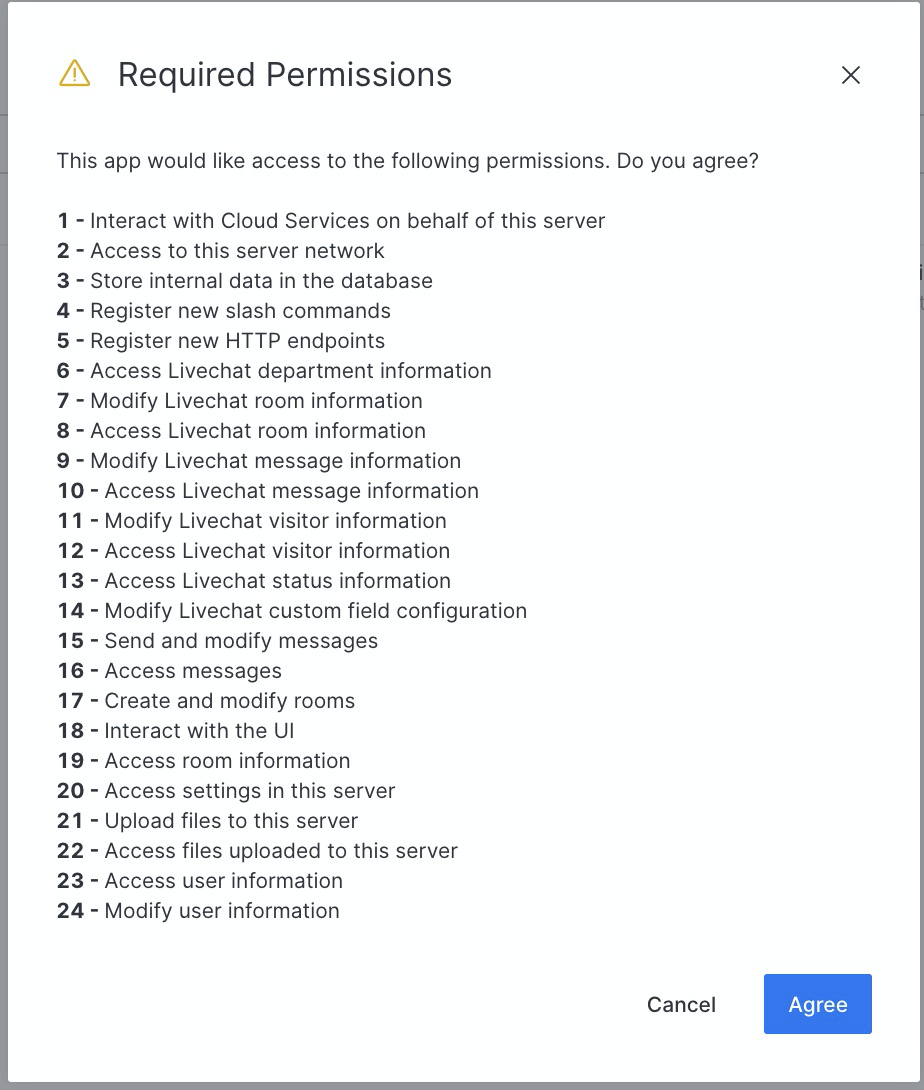 Required Permissions
This app would like access to the following permissions. Do you agree?
1 - Interact with Cloud Services on behalf of this server
2 - Access to this server network
3 - Store internal data in the database
4 - Register new slash commands
5 - Register new HTTP endpoints
6 - Access Livechat department information
7 - Modify Livechat room information
8 - Access Livechat room information
9 - Modify Livechat message information
10 - Access Livechat message information
11 - Modify Livechat visitor information
12 - Access Livechat visitor information
13 - Access Livechat status information
14 - Modify Livechat custom field configuration
15 - Send and modify messages
16 - Access messages
17 - Create and modify rooms
18 - Interact with the UI
19 - Access room information
20 - Access settings in this server
21 - Upload files to this server
22 - Access files uploaded to this server
23 - Access user information
24 - Modify user information
Cancel Agree